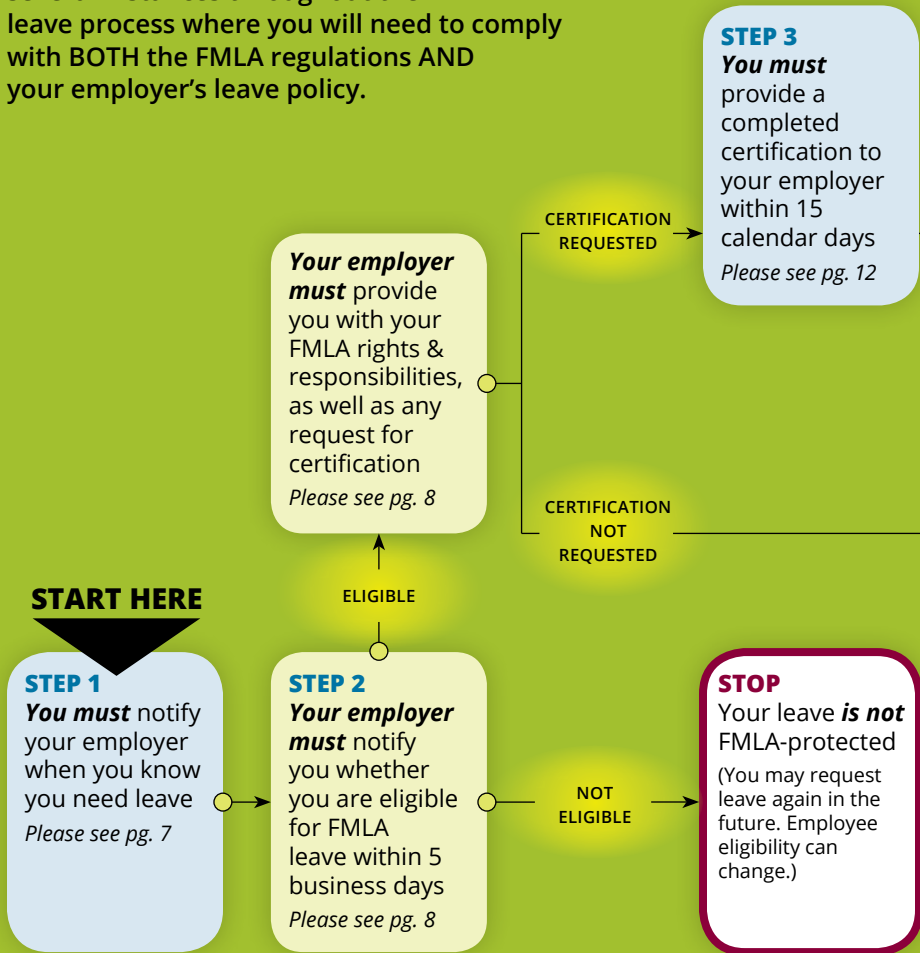 leave process where you will need to comply
with BOTH the FMLA regulations AND
your employer's leave policy.
START HERE
STEP 1
You must notify
your employer
when you know
you need leave
Please see pg. 7
STEP 2
Your employer
must notify
you whether
you are eligible
for FMLA
leave within 5
business days
Please see pg. 8
ELIGIBLE
Your employer
must provide
you with your
FMLA rights &
responsibilities,
as well as any
request for
certification
Please see pg. 8
CERTIFICATION
REQUESTED
STEP 3
You must
provide a
completed
certification to
your employer
within 15
calendar days
Please see pg. 12
CERTIFICATION
NOT
REQUESTED
NOT
ELIGIBLE
STOP
Your leave is not
FMLA-protected
(You may request
leave again in the
future. Employee
eligibility can
change.)